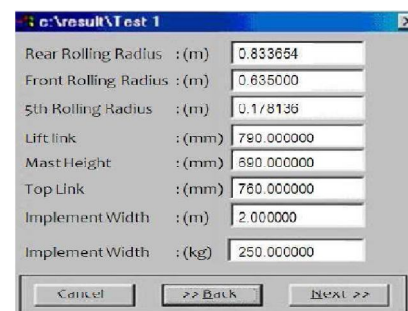 c:\result\Test 1
Rear Rolling Radius : (m) 0.833654
Front Rolling Radius : (m) 0.635000
5th Rolling Radius : (m) 0.178136
Lift link : (mm) 790.000000
Mast Height : (mm) 690.000000
Top Link : (mm) 760.000000
Implement Width : (m) 2.000000
Implement Width : (kg) 250.000000
Cancel >> Back Next >>